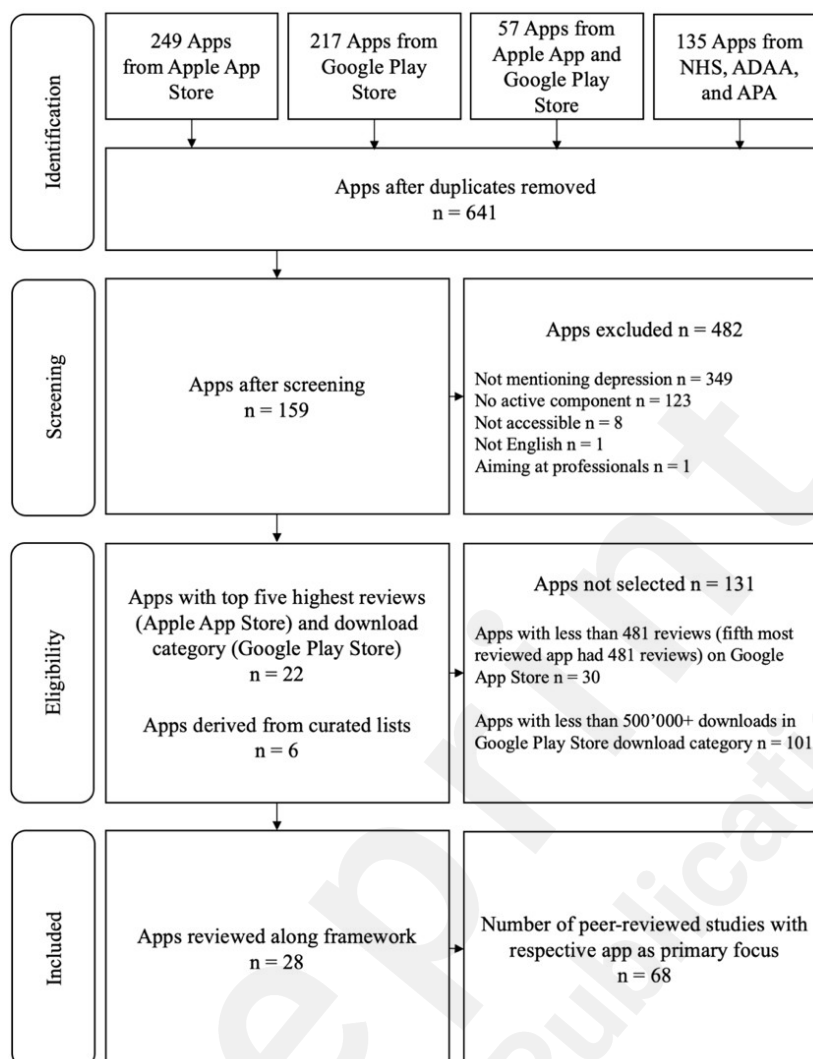 Identification
249 Apps
from Apple App
Store
217 Apps from
Google Play
Store
57 Apps from
Apple App and
Google Play
Store
135 Apps from
NHS, ADAA,
and APA
Apps after duplicates removed
n = 641
Screening
Apps after screening
n = 159
Apps excluded n = 482
Not mentioning depression n = 349
No active component n = 123
Not accessible n = 8
Not English n = 1
Aiming at professionals n = 1
Eligibility
Apps with top five highest reviews
(Apple App Store) and download
category (Google Play Store)
n = 22
Apps derived from curated lists
n = 6
Apps not selected n = 131
Apps with less than 481 reviews (fifth most
reviewed app had 481 reviews) on Google
App Store n = 30
Apps with less than 500’000+ downloads in
Google Play Store download category n = 101
Included
Apps reviewed along framework
n = 28
Number of peer-reviewed studies with
respective app as primary focus
n = 68
eprint
Publicati